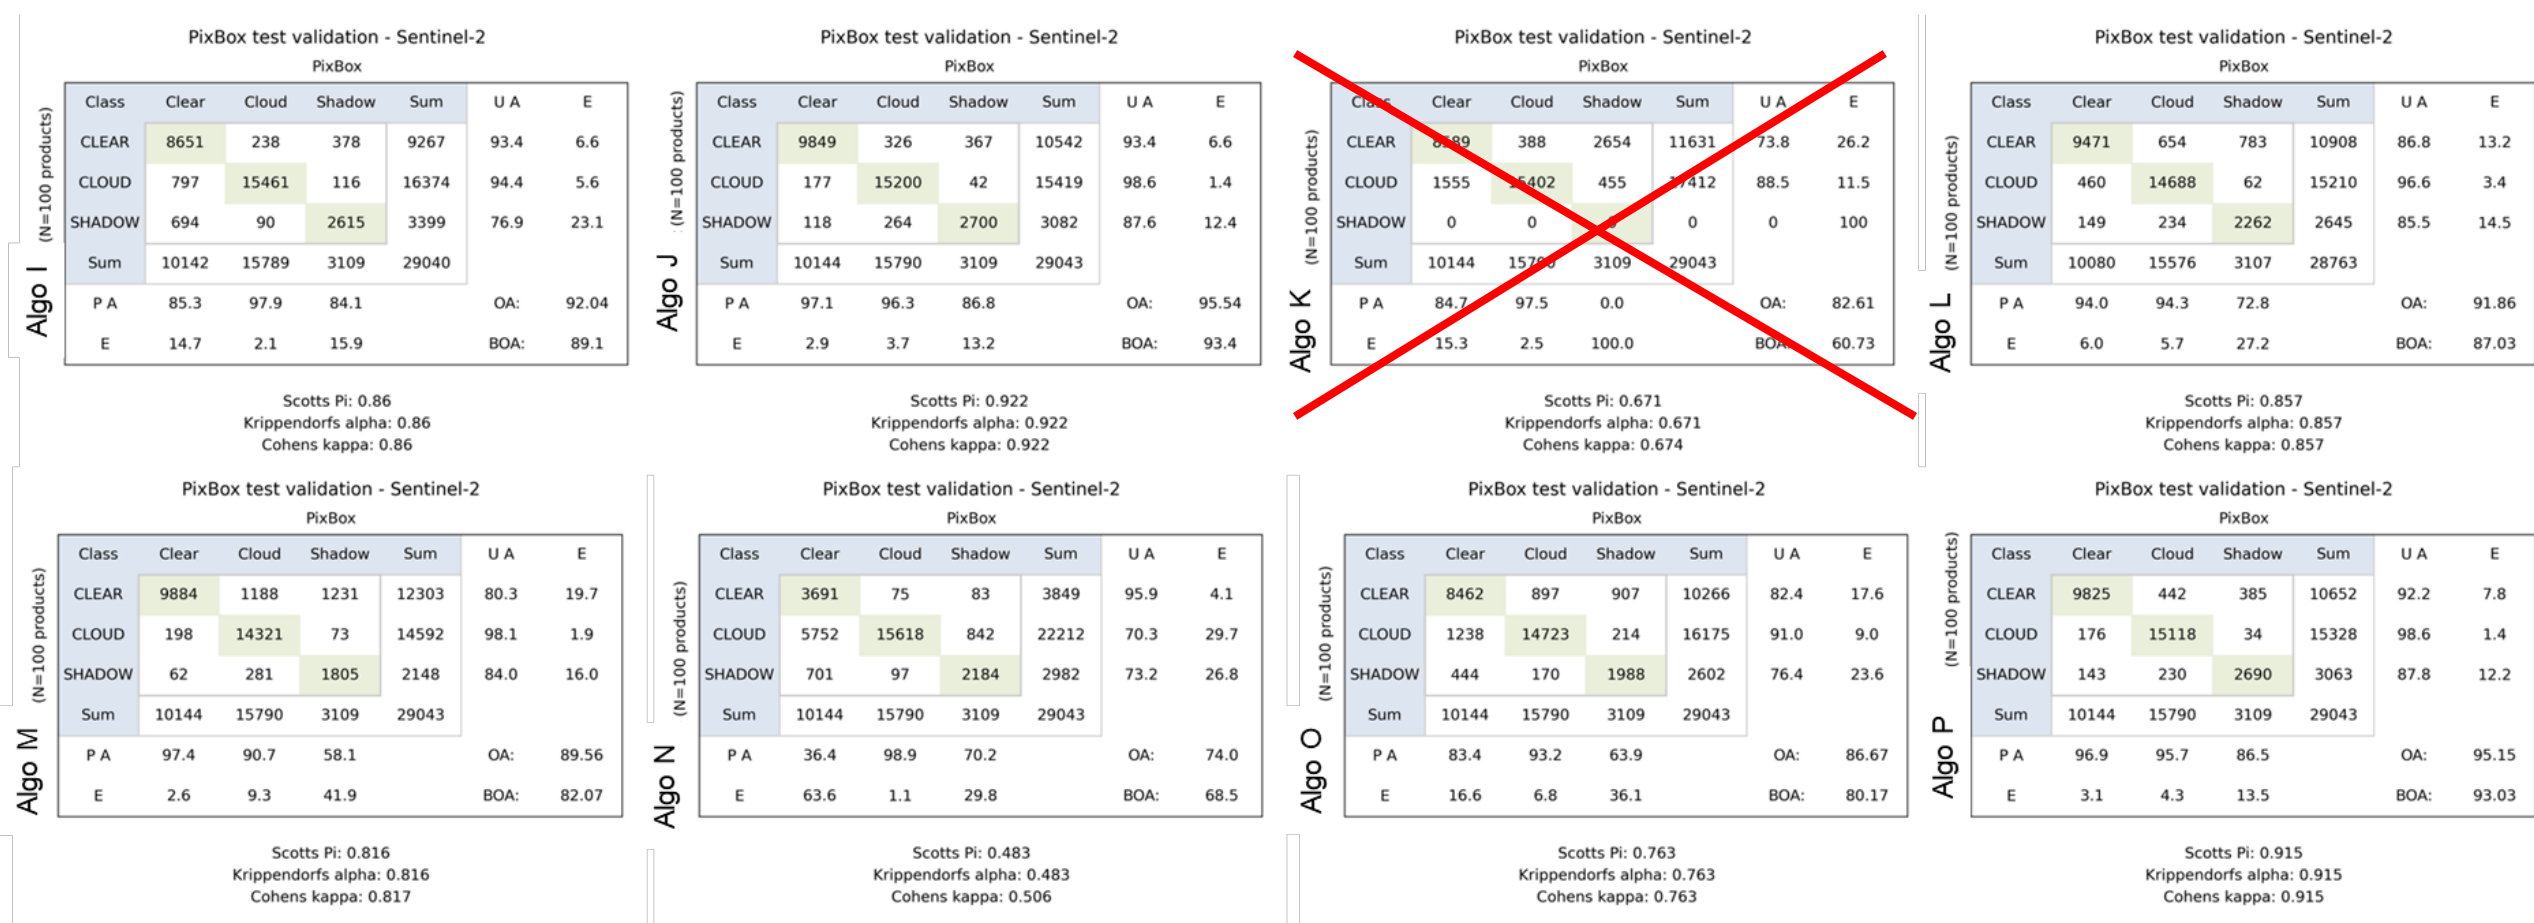 PixBox test validation - Sentinel-2
PixBox
Algo I
(N=100 products)
Class Clear Cloud Shadow Sum U A E
CLEAR 8651 238 378 9267 93.4 6.6
CLOUD 797 15461 116 16374 94.4 5.6
SHADOW 694 90 2615 3399 76.9 23.1
Sum 10142 15789 3109 29040
P A 85.3 97.9 84.1 OA: 92.04
E 14.7 2.1 15.9 BOA: 89.1
Scotts Pi: 0.86
Krippendorfs alpha: 0.86
Cohens kappa: 0.86
PixBox test validation - Sentinel-2
PixBox
Algo J
(N=100 products)
Class Clear Cloud Shadow Sum U A E
CLEAR 9849 326 367 10542 93.4 6.6
CLOUD 177 15200 42 15419 98.6 1.4
SHADOW 118 264 2700 3082 87.6 12.4
Sum 10144 15790 3109 29043
P A 97.1 96.3 86.8 OA: 95.54
E 2.9 3.7 13.2 BOA: 93.4
Scotts Pi: 0.922
Krippendorfs alpha: 0.922
Cohens kappa: 0.922
PixBox test validation - Sentinel-2
PixBox
Algo K
(N=100 products)
Class Clear Cloud Shadow Sum U A E
CLEAR 8589 388 2654 11631 73.8 26.2
CLOUD 1555 15402 455 17412 88.5 11.5
SHADOW 0 0 0 0 0 100
Sum 10144 15790 3109 29043
P A 84.7 97.5 0.0 OA: 82.61
E 15.3 2.5 100.0 BOA: 60.73
Scotts Pi: 0.671
Krippendorfs alpha: 0.671
Cohens kappa: 0.674
PixBox test validation - Sentinel-2
PixBox
Algo L
(N=100 products)
Class Clear Cloud Shadow Sum U A E
CLEAR 9471 654 783 10908 86.8 13.2
CLOUD 460 14688 62 15210 96.6 3.4
SHADOW 149 234 2262 2645 85.5 14.5
Sum 10080 15576 3107 28763
P A 94.0 94.3 72.8 OA: 91.86
E 6.0 5.7 27.2 BOA: 87.03
Scotts Pi: 0.857
Krippendorfs alpha: 0.857
Cohens kappa: 0.857
PixBox test validation - Sentinel-2
PixBox
Algo M
(N=100 products)
Class Clear Cloud Shadow Sum U A E
CLEAR 9884 1188 1231 12303 80.3 19.7
CLOUD 198 14321 73 14592 98.1 1.9
SHADOW 62 281 1805 2148 84.0 16.0
Sum 10144 15790 3109 29043
P A 97.4 90.7 58.1 OA: 89.56
E 2.6 9.3 41.9 BOA: 82.07
Scotts Pi: 0.816
Krippendorfs alpha: 0.816
Cohens kappa: 0.817
PixBox test validation - Sentinel-2
PixBox
Algo N
(N=100 products)
Class Clear Cloud Shadow Sum U A E
CLEAR 3691 75 83 3849 95.9 4.1
CLOUD 5752 15618 842 22212 70.3 29.7
SHADOW 701 97 2184 2982 73.2 26.8
Sum 10144 15790 3109 29043
P A 36.4 98.9 70.2 OA: 74.0
E 63.6 1.1 29.8 BOA: 68.5
Scotts Pi: 0.483
Krippendorfs alpha: 0.483
Cohens kappa: 0.506
PixBox test validation - Sentinel-2
PixBox
Algo O
(N=100 products)
Class Clear Cloud Shadow Sum U A E
CLEAR 8462 897 907 10266 82.4 17.6
CLOUD 1238 14723 214 16175 91.0 9.0
SHADOW 444 170 1988 2602 76.4 23.6
Sum 10144 15790 3109 29043
P A 83.4 93.2 63.9 OA: 86.67
E 16.6 6.8 36.1 BOA: 80.17
Scotts Pi: 0.763
Krippendorfs alpha: 0.763
Cohens kappa: 0.763
PixBox test validation - Sentinel-2
PixBox
Algo P
(N=100 products)
Class Clear Cloud Shadow Sum U A E
CLEAR 9825 442 385 10652 92.2 7.8
CLOUD 176 15118 34 15328 98.6 1.4
SHADOW 143 230 2690 3063 87.8 12.2
Sum 10144 15790 3109 29043
P A 96.9 95.7 86.5 OA: 95.15
E 3.1 4.3 13.5 BOA: 93.03
Scotts Pi: 0.915
Krippendorfs alpha: 0.915
Cohens kappa: 0.915